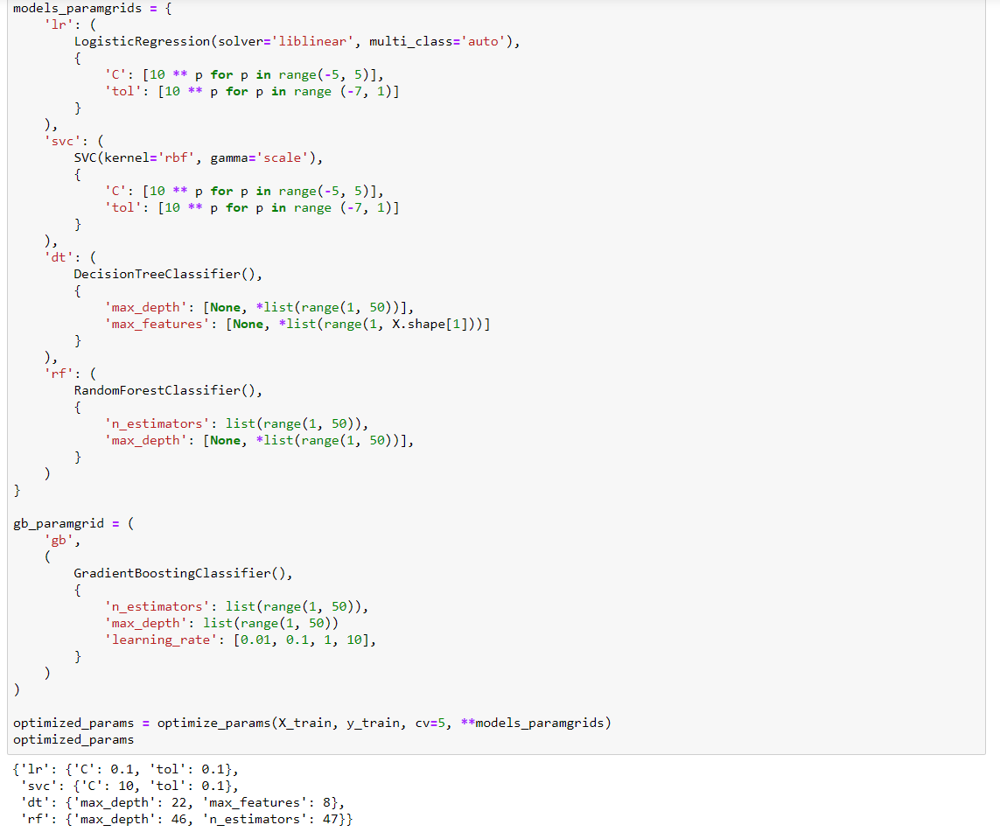 models_paramgrids = {
    'lr': (
        LogisticRegression(solver='liblinear', multi_class='auto'),
        {
            'C': [10 ** p for p in range(-5, 5)],
            'tol': [10 ** p for p in range (-7, 1)]
        }
    ),
    'svc': (
        SVC(kernel='rbf', gamma='scale'),
        {
            'C': [10 ** p for p in range(-5, 5)],
            'tol': [10 ** p for p in range (-7, 1)]
        }
    ),
    'dt': (
        DecisionTreeClassifier(),
        {
            'max_depth': [None, *list(range(1, 50))],
            'max_features': [None, *list(range(1, X.shape[1]))]
        }
    ),
    'rf': (
        RandomForestClassifier(),
        {
            'n_estimators': list(range(1, 50)),
            'max_depth': [None, *list(range(1, 50))],
        }
    )
}

gb_paramgrid = (
    'gb',
    (
        GradientBoostingClassifier(),
        {
            'n_estimators': list(range(1, 50)),
            'max_depth': list(range(1, 50))
            'learning_rate': [0.01, 0.1, 1, 10],
        }
    )
)

optimized_params = optimize_params(X_train, y_train, cv=5, **models_paramgrids)
optimized_params
{'lr': {'C': 0.1, 'tol': 0.1},
 'svc': {'C': 10, 'tol': 0.1},
 'dt': {'max_depth': 22, 'max_features': 8},
 'rf': {'max_depth': 46, 'n_estimators': 47}}